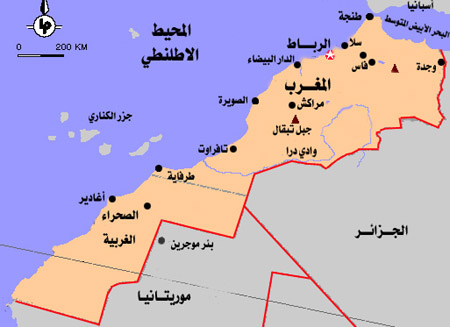 أسبانيا
البحر الأبيض المتوسط
طنجة
المحيط
الاطلنطي
0 200 KM
الرباط
سلا
فاس
وجدة
الدار البيضاء
المغرب
الصويرة
مراكش
جبل تبقال
جزر الكناري
تافراوت
وادي درا
طرفاية
أغادير
الصحراء
الغربية
الجزائر
بئر موجرين
موريتانيا